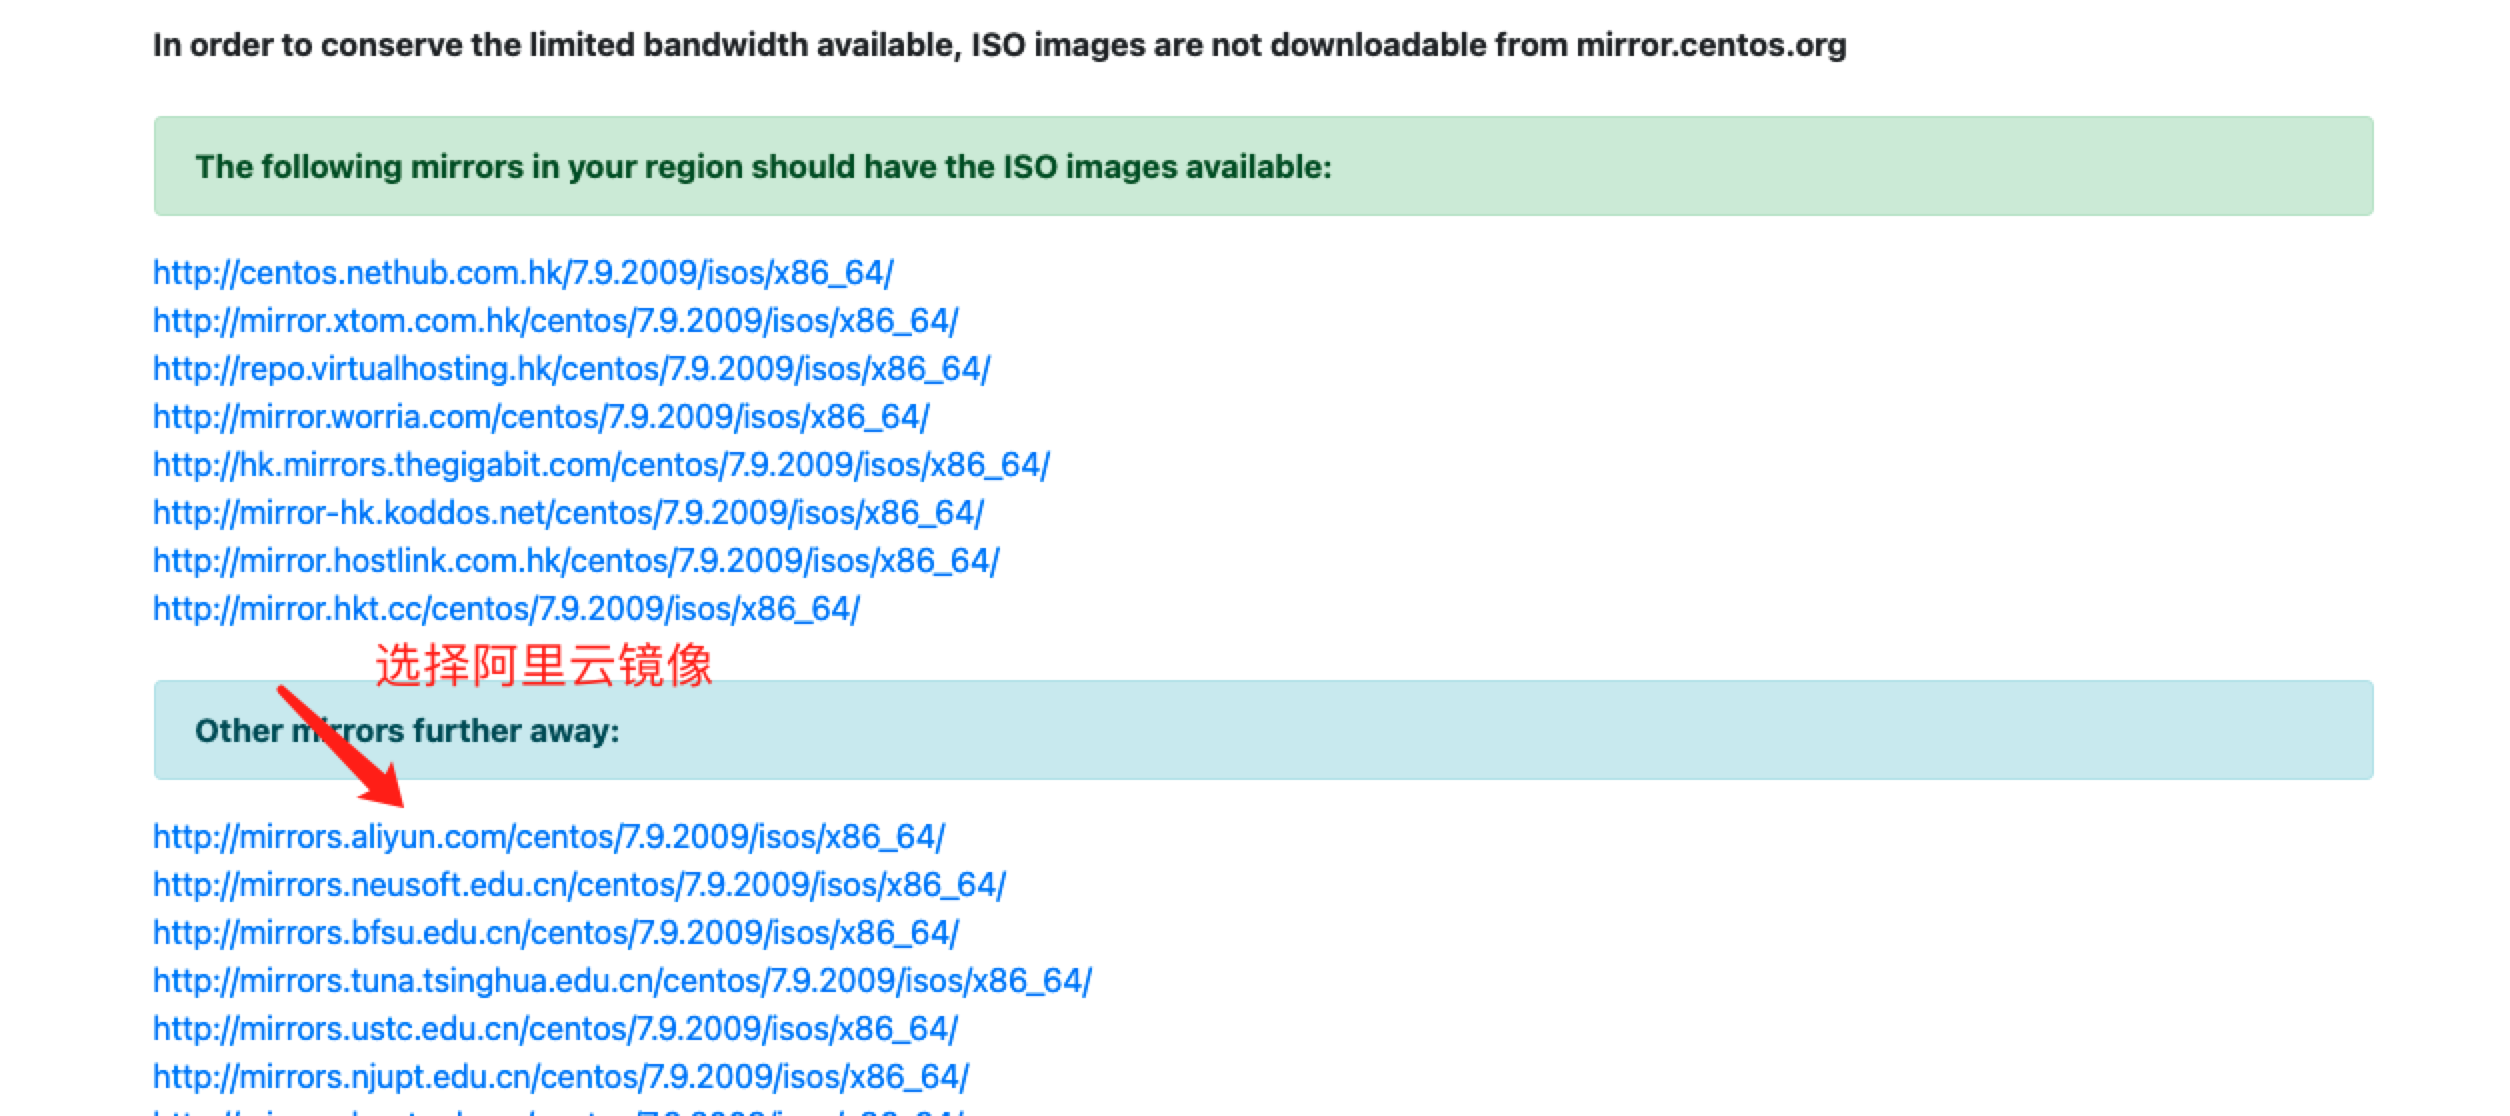 In order to conserve the limited bandwidth available, ISO images are not downloadable from mirror.centos.org
The following mirrors in your region should have the ISO images available:
http://centos.nethub.com.hk/7.9.2009/isos/x86_64/
http://mirror.xtom.com.hk/centos/7.9.2009/isos/x86_64/
http://repo.virtualhosting.hk/centos/7.9.2009/isos/x86_64/
http://mirror.worria.com/centos/7.9.2009/isos/x86_64/
http://hk.mirrors.thegigabit.com/centos/7.9.2009/isos/x86_64/
http://mirror-hk.koddos.net/centos/7.9.2009/isos/x86_64/
http://mirror.hostlink.com.hk/centos/7.9.2009/isos/x86_64/
http://mirror.hkt.cc/centos/7.9.2009/isos/x86_64/
选择阿里云镜像
Other mirrors further away:
http://mirrors.aliyun.com/centos/7.9.2009/isos/x86_64/
http://mirrors.neusoft.edu.cn/centos/7.9.2009/isos/x86_64/
http://mirrors.bfsu.edu.cn/centos/7.9.2009/isos/x86_64/
http://mirrors.tuna.tsinghua.edu.cn/centos/7.9.2009/isos/x86_64/
http://mirrors.ustc.edu.cn/centos/7.9.2009/isos/x86_64/
http://mirrors.njupt.edu.cn/centos/7.9.2009/isos/x86_64/